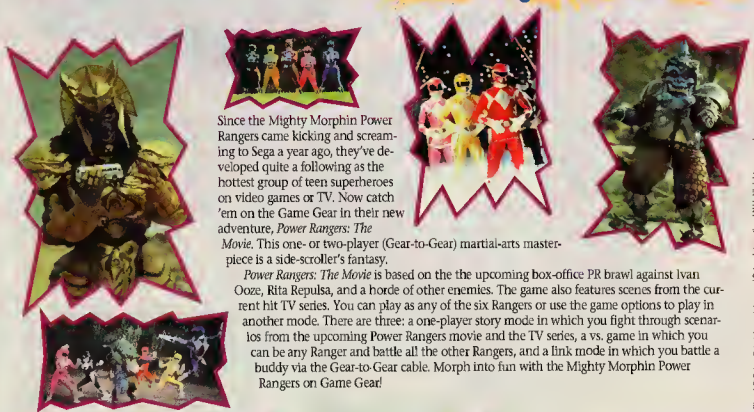 Since the Mighty Morphin Power
Rangers came kicking and scream-
ing to Sega a year ago, they've de-
veloped quite a following as the
hottest group of teen superheroes
on video games or TV. Now catch
'em on the Game Gear in their new
adventure, Power Rangers: The
Movie. This one- or two-player (Gear-to-Gear) martial-arts master-
piece is a side-scroller's fantasy.
Power Rangers: The Movie is based on the the upcoming box-office PR brawl against Ivan
Ooze, Rita Repulsa, and a horde of other enemies. The game also features scenes from the cur-
rent hit TV series. You can play as any of the six Rangers or use the game options to play in
another mode. There are three: a one-player story mode in which you fight through scenar-
ios from the upcoming Power Rangers movie and the TV series, a vs. game in which you
can be any Ranger and battle all the other Rangers, and a link mode in which you battle a
buddy via the Gear-to-Gear cable. Morph into fun with the Mighty Morphin Power
Rangers on Game Gear!